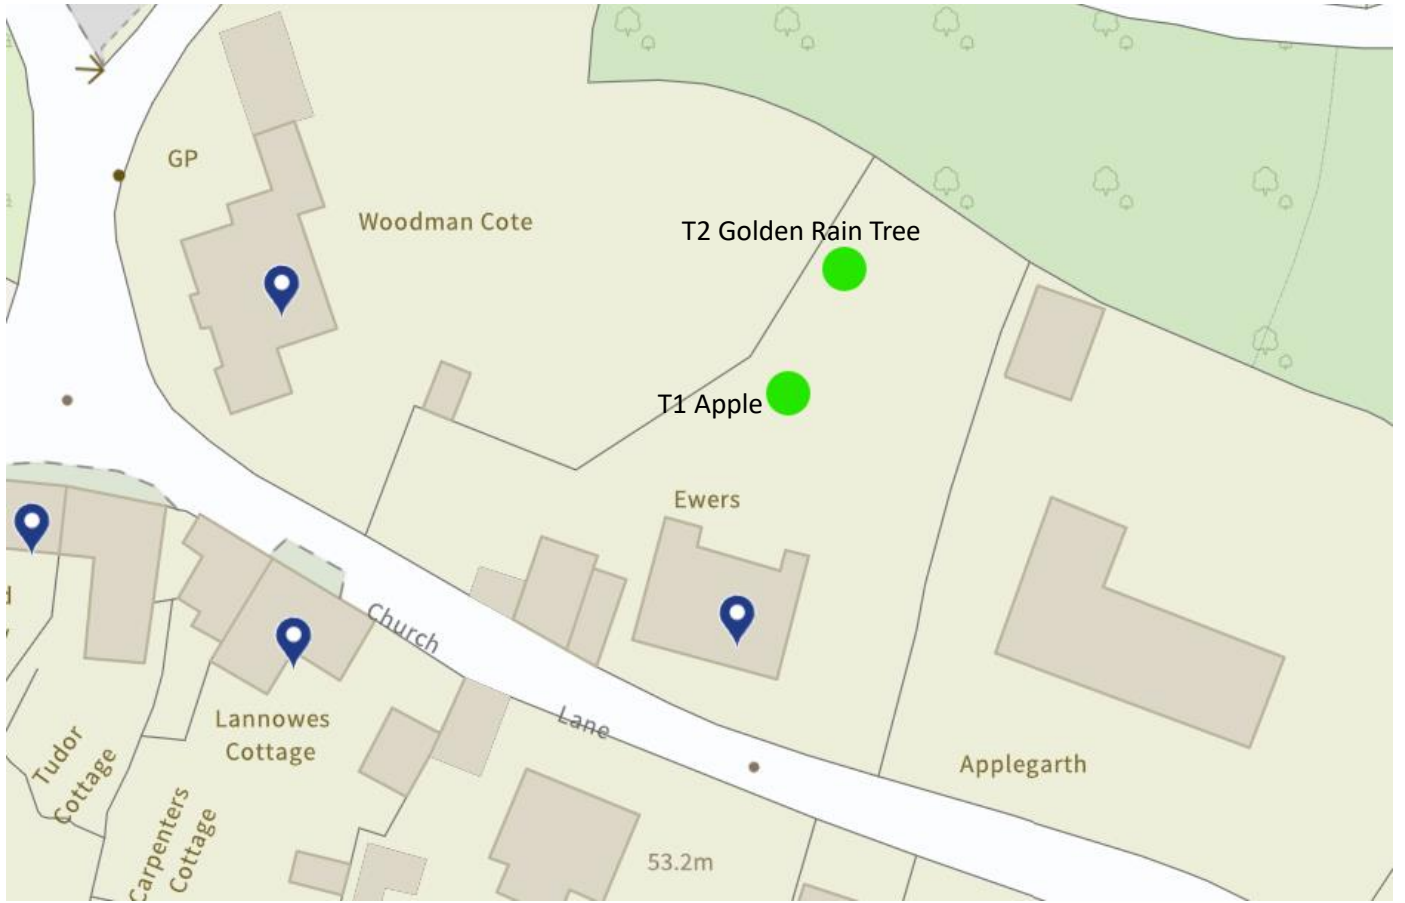 GP
Woodman Cote
T2 Golden Rain Tree
T1 Apple
Ewers
Church
Lane
Lannowes
Cottage
Tudor
Cottage
Carpenters
Cottage
Applegarth
53.2m